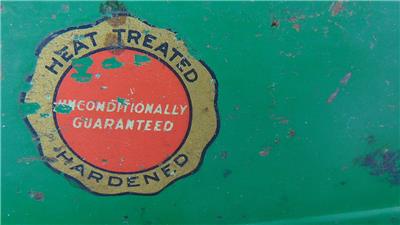 HEAT TREATED
UNCONDITIONALLY
GUARANTEED
HARDENED